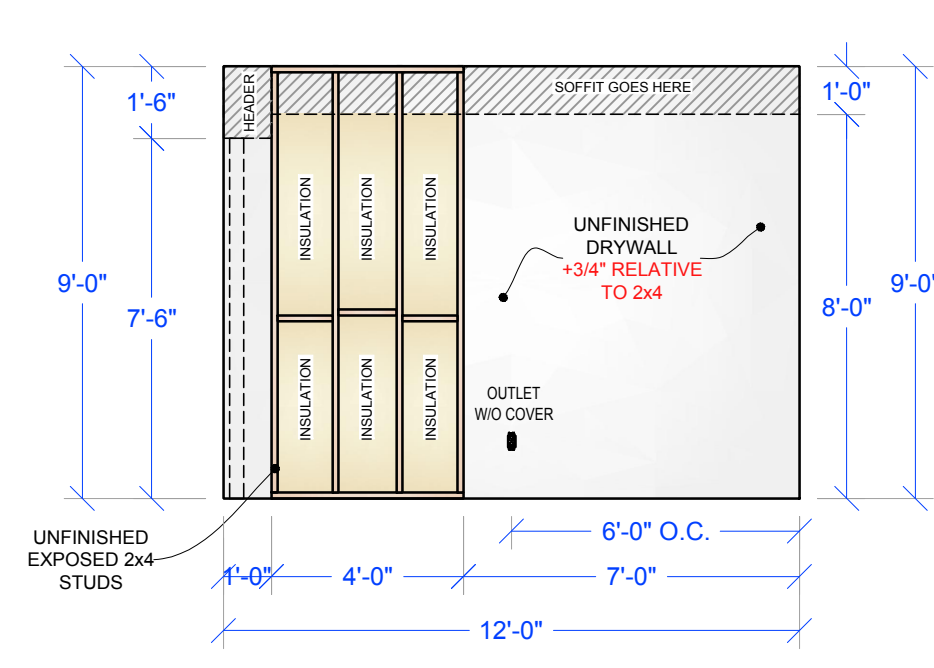 HEADER
SOFFIT GOES HERE
1'-6"
1'-0"
INSULATION
INSULATION
INSULATION
UNFINISHED
DRYWALL
+3/4" RELATIVE
TO 2x4
9'-0"
7'-6"
8'-0"
9'-0"
INSULATION
INSULATION
INSULATION
OUTLET
W/O COVER
UNFINISHED
EXPOSED 2x4
STUDS
6'-0" O.C.
1'-0"
4'-0"
7'-0"
12'-0"